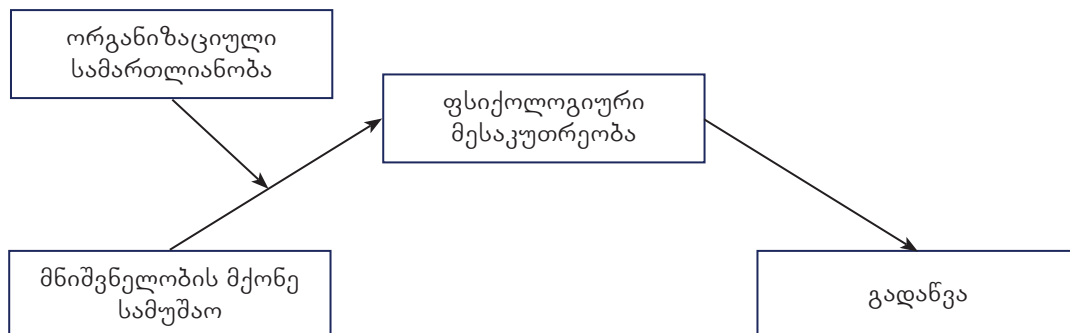 ორგანიზაციული
სამართლიანობა
ფსიქოლოგიური
მესაკუთრეობა
მნიშვნელობის მქონე
სამუშაო
გადაწვა